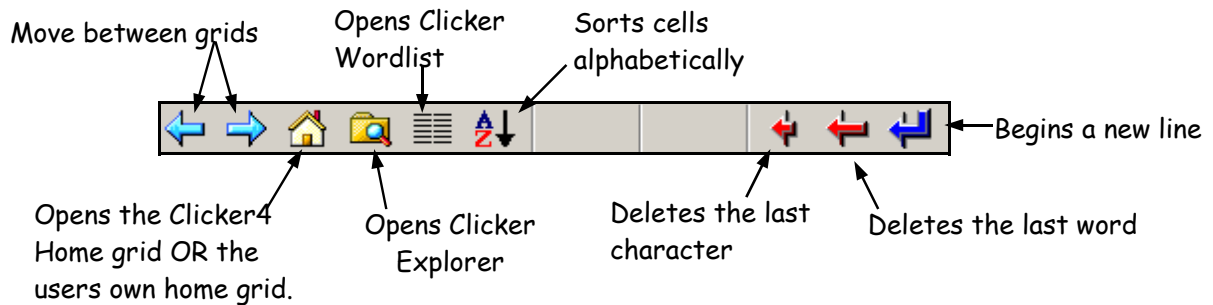 Move between grids
Opens Clicker
Wordlist
Sorts cells
alphabetically
A
Z
Begins a new line
Opens the Clicker4
Home grid OR the
users own home grid.
Opens Clicker
Explorer
Deletes the last
character
Deletes the last word